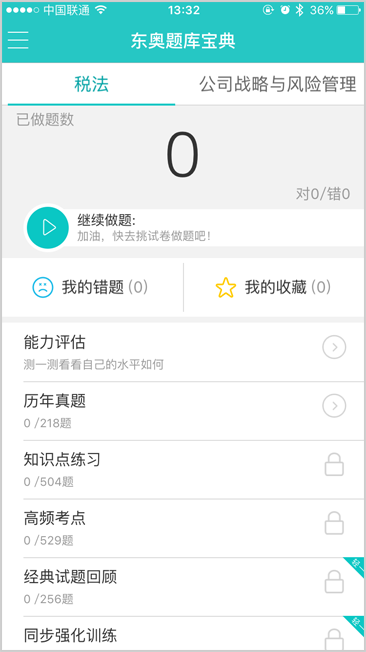 中国联通 13:32 36%
东奥题库宝典
税法 公司战略与风险管理
已做题数
0
对0/错0
继续做题:
加油，快去挑试卷做题吧！
我的错题 (0) 我的收藏 (0)
能力评估
测一测看看自己的水平如何
历年真题
0 /218题
知识点练习
0 /504题
高频考点
0 /529题
经典试题回顾
0 /256题
同步强化训练